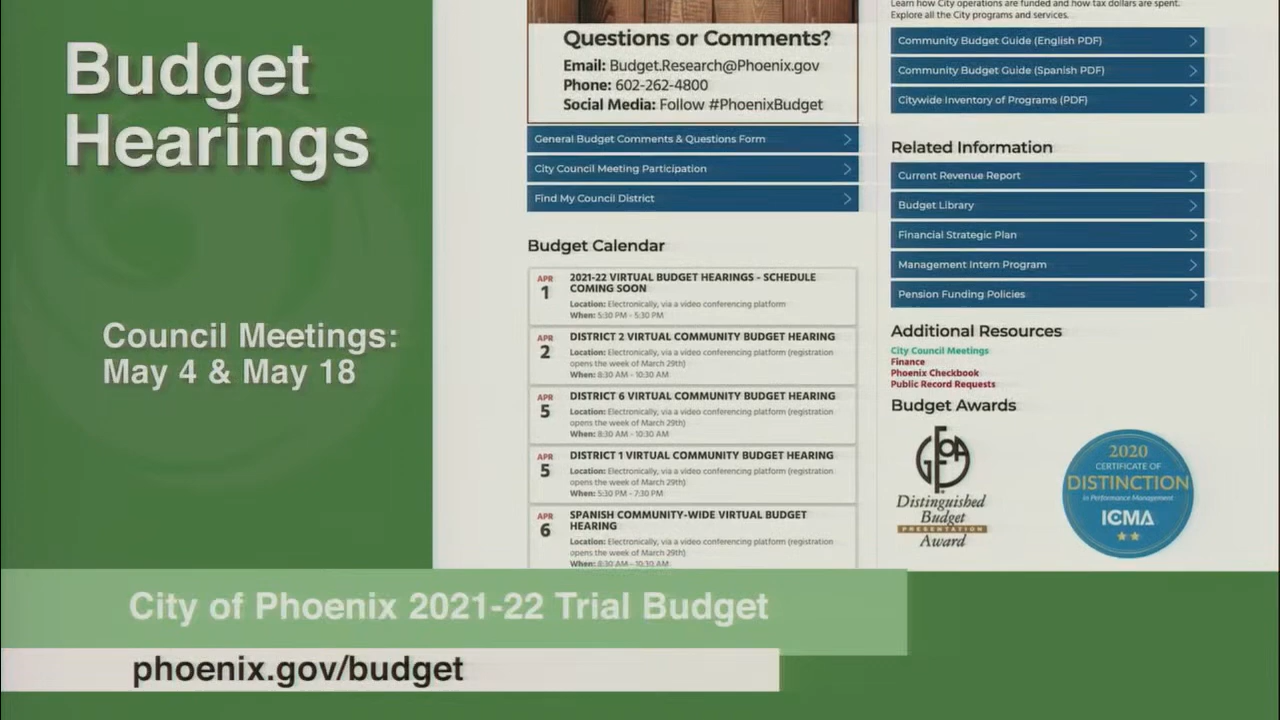 Budget
Hearings
Council Meetings:
May 4 & May 18
Questions or Comments?
Email: Budget.Research@Phoenix.gov
Phone: 602-262-4800
Social Media: Follow #PhoenixBudget
General Budget Comments & Questions Form
City Council Meeting Participation
Find My Council District
Budget Calendar
APR
1
2021-22 VIRTUAL BUDGET HEARINGS - SCHEDULE
COMING SOON
Location: Electronically, via a video conferencing platform
When: 5:30 PM - 5:30 PM
APR
2
DISTRICT 2 VIRTUAL COMMUNITY BUDGET HEARING
Location: Electronically, via a video conferencing platform (registration
opens the week of March 29th)
When: 8:30 AM - 10:30 AM
APR
5
DISTRICT 6 VIRTUAL COMMUNITY BUDGET HEARING
Location: Electronically, via a video conferencing platform (registration
opens the week of March 29th)
When: 8:30 AM - 10:30 AM
APR
5
DISTRICT 1 VIRTUAL COMMUNITY BUDGET HEARING
Location: Electronically, via a video conferencing platform (registration
opens the week of March 29th)
When: 5:30 PM - 7:30 PM
APR
6
SPANISH COMMUNITY-WIDE VIRTUAL BUDGET
HEARING
Location: Electronically, via a video conferencing platform (registration
opens the week of March 29th)
When: 8:30 AM - 10:30 AM
Learn how City operations are funded and how tax dollars are spent.
Explore all the City programs and services.
Community Budget Guide (English PDF)
Community Budget Guide (Spanish PDF)
Citywide Inventory of Programs (PDF)
Related Information
Current Revenue Report
Budget Library
Financial Strategic Plan
Management Intern Program
Pension Funding Policies
Additional Resources
City Council Meetings
Finance
Phoenix Checkbook
Public Record Requests
Budget Awards
GFOA
Distinguished
Budget
PRESENTATION
Award
2020
CERTIFICATE OF
DISTINCTION
in Performance Management
ICMA
City of Phoenix 2021-22 Trial Budget
phoenix.gov/budget